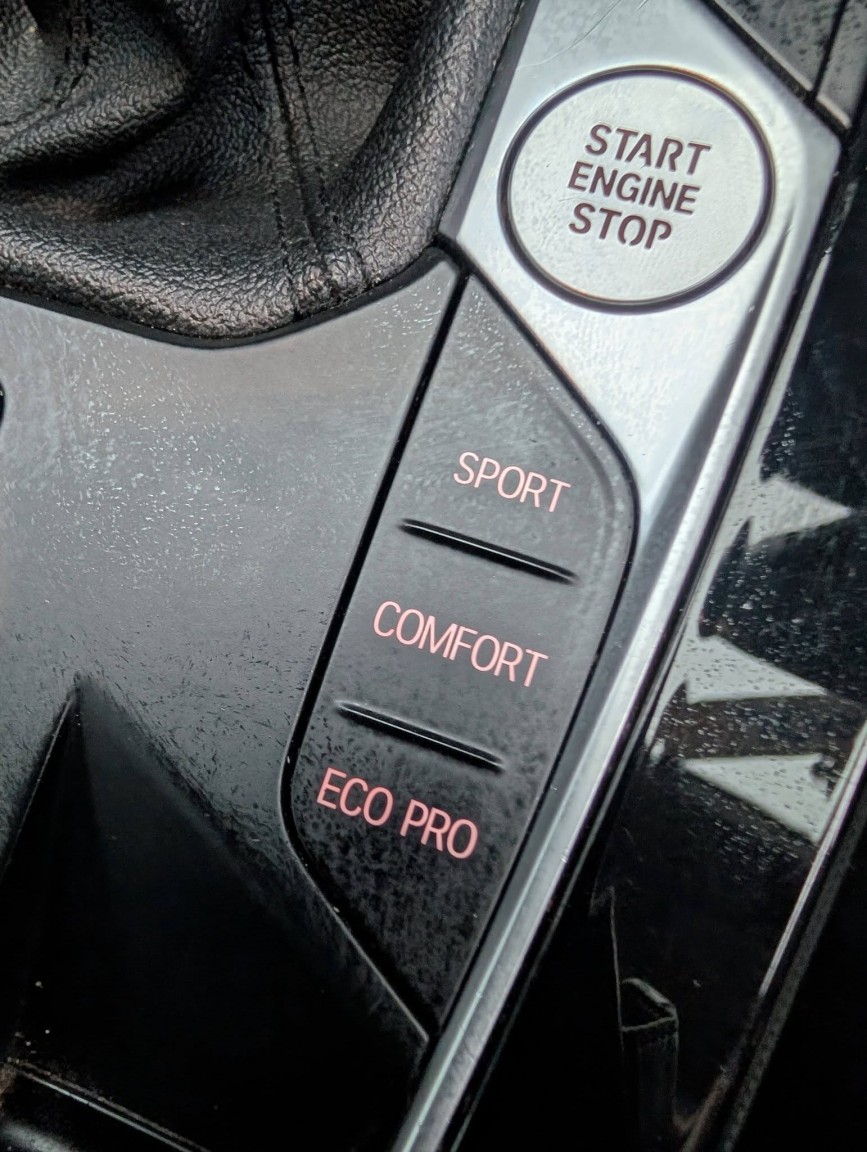 START
ENGINE
STOP
SPORT
COMFORT
ECO PRO